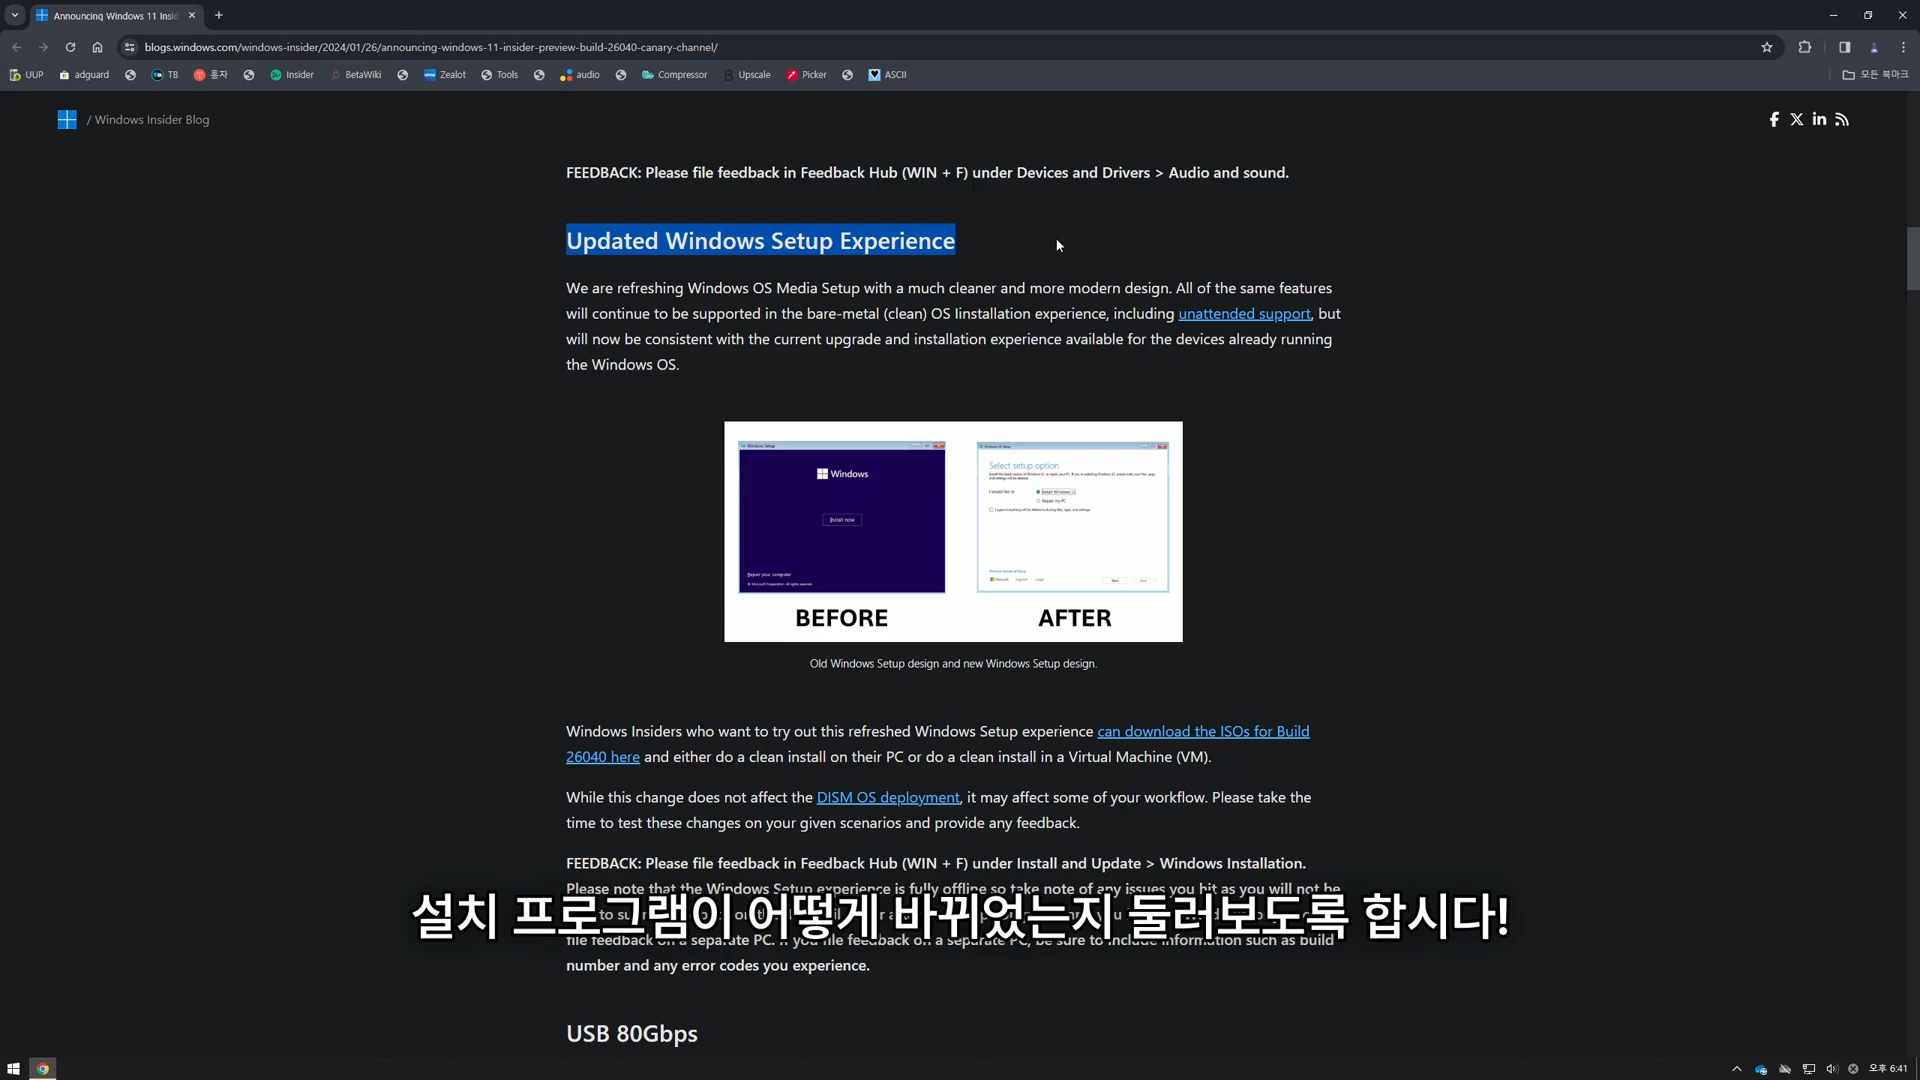 Announcing Windows 11 Insid
blogs.windows.com/windows-insider/2024/01/26/announcing-windows-11-insider-preview-build-26040-canary-channel/
UUP adguard TB 혼자 Insider BetaWiki Zealot Tools audio Compressor Upscale Picker ASCII 모든 북마크
/ Windows Insider Blog
FEEDBACK: Please file feedback in Feedback Hub (WIN + F) under Devices and Drivers > Audio and sound.
Updated Windows Setup Experience
We are refreshing Windows OS Media Setup with a much cleaner and more modern design. All of the same features
will continue to be supported in the bare-metal (clean) OS Iinstallation experience, including unattended support, but
will now be consistent with the current upgrade and installation experience available for the devices already running
the Windows OS.
Windows Setup
Windows
Install now
Repair your computer
© Microsoft Corporation. All rights reserved.
BEFORE
Select setup option
I would like to
Install Windows 11
Repair my PC
I agree everything will be deleted including files, apps, and settings
Microsoft Support Legal
Back
AFTER
Old Windows Setup design and new Windows Setup design.
Windows Insiders who want to try out this refreshed Windows Setup experience can download the ISOs for Build
26040 here and either do a clean install on their PC or do a clean install in a Virtual Machine (VM).
While this change does not affect the DISM OS deployment, it may affect some of your workflow. Please take the
time to test these changes on your given scenarios and provide any feedback.
FEEDBACK: Please file feedback in Feedback Hub (WIN + F) under Install and Update > Windows Installation.
Please note that the Windows Setup experience is fully offline so take note of any issues you hit as you will not be
설치 프로그램이 어떻게 바뀌었는지 둘러보도록 합시다!
file feedback on a separate PC. If you file feedback on a separate PC, be sure to include information such as build
number and any error codes you experience.
USB 80Gbps
오후 6:41